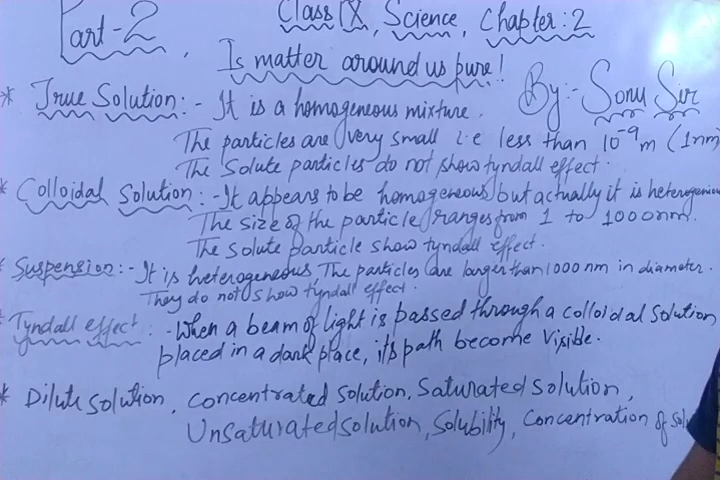 Part-2 Class IX, Science, Chapter:2
Is matter around us pure!
By:- Sonu Sir
* True Solution:- It is a homogeneous mixture.
The particles are very small i.e less than 10⁻⁹m (1nm
The Solute particles do not show tyndall effect.
* Colloidal Solution:- It appears to be homogeneous, but actually it is heterogeniou
The size of the particle ranges from 1 to 1000nm.
The solute particle show tyndall effect.
* Suspension:- It is heterogeneous The particles are larger than 1000 nm in diameter.
They do not show tyndall effect.
* Tyndall effect:- When a beam of light is passed through a colloidal solution
placed in a dark place, its path become visible.
* Dilute solution, Concentrated solution, Saturated solution,
Unsaturated solution, Solubility, Concentration of sol